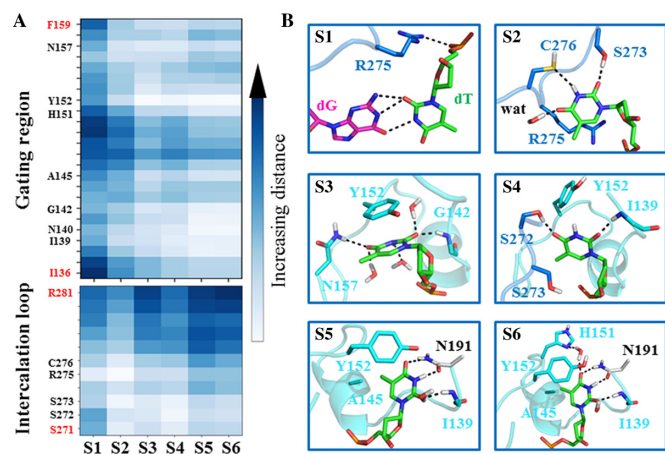 A
Gating region
F159
N157
Y152
H151
A145
G142
N140
I139
I136
Intercalation loop
R281
C276
R275
S273
S272
S271
S1 S2 S3 S4 S5 S6
Increasing distance
B
S1
R275
dG
dT
S2
C276
S273
wat
R275
S3
Y152
G142
N157
S4
Y152
I139
S272
S273
S5
N191
Y152
A145
I139
S6
H151
N191
Y152
A145
I139